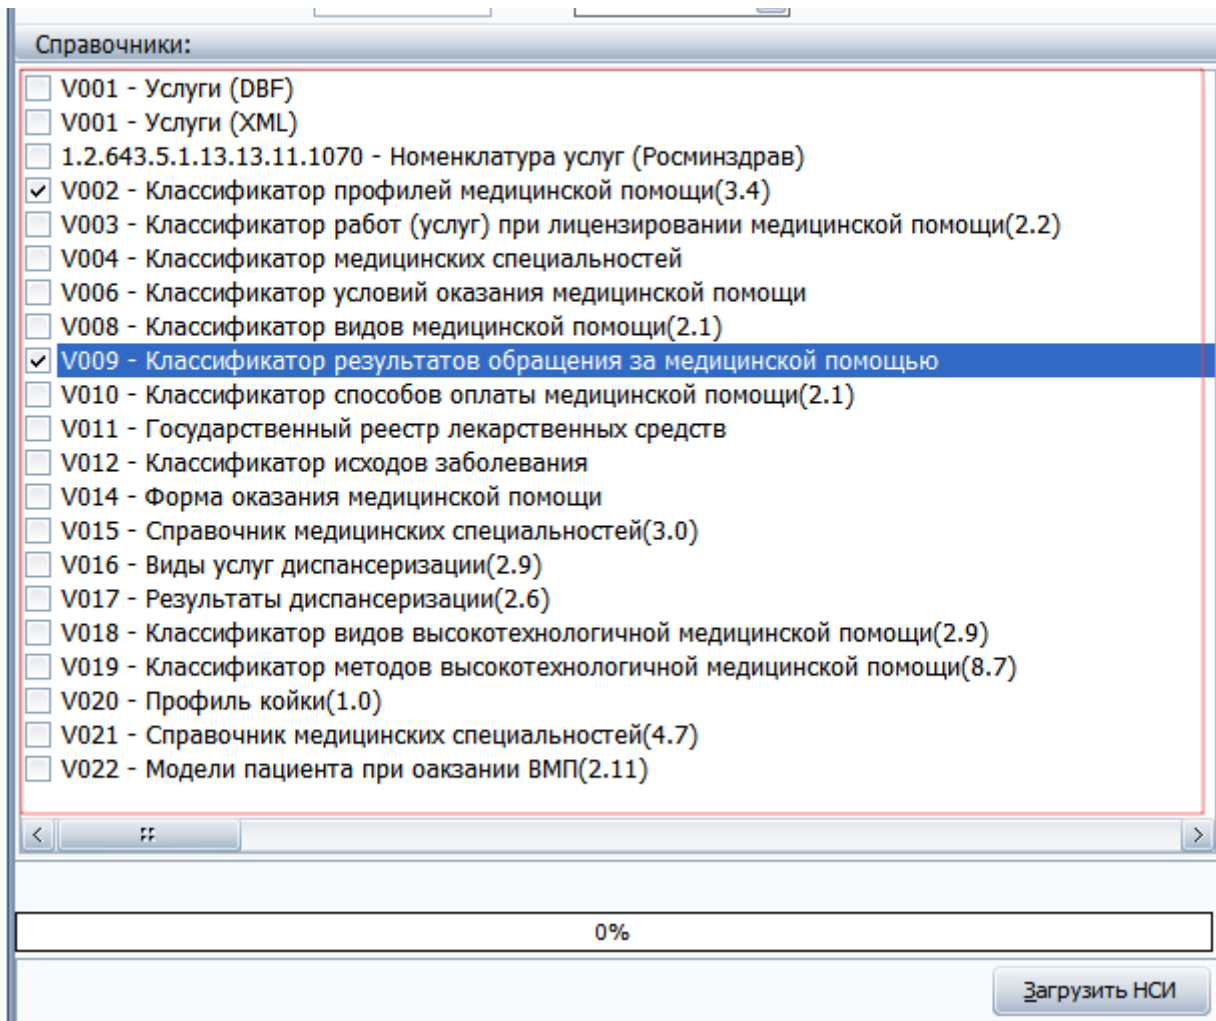 Справочники:
V001 - Услуги (DBF)
V001 - Услуги (XML)
1.2.643.5.1.13.13.11.1070 - Номенклатура услуг (Росминздрав)
V002 - Классификатор профилей медицинской помощи(3.4)
V003 - Классификатор работ (услуг) при лицензировании медицинской помощи(2.2)
V004 - Классификатор медицинских специальностей
V006 - Классификатор условий оказания медицинской помощи
V008 - Классификатор видов медицинской помощи(2.1)
V009 - Классификатор результатов обращения за медицинской помощью
V010 - Классификатор способов оплаты медицинской помощи(2.1)
V011 - Государственный реестр лекарственных средств
V012 - Классификатор исходов заболевания
V014 - Форма оказания медицинской помощи
V015 - Справочник медицинских специальностей(3.0)
V016 - Виды услуг диспансеризации(2.9)
V017 - Результаты диспансеризации(2.6)
V018 - Классификатор видов высокотехнологичной медицинской помощи(2.9)
V019 - Классификатор методов высокотехнологичной медицинской помощи(8.7)
V020 - Профиль койки(1.0)
V021 - Справочник медицинских специальностей(4.7)
V022 - Модели пациента при оакзании ВМП(2.11)
0%
Загрузить НСИ